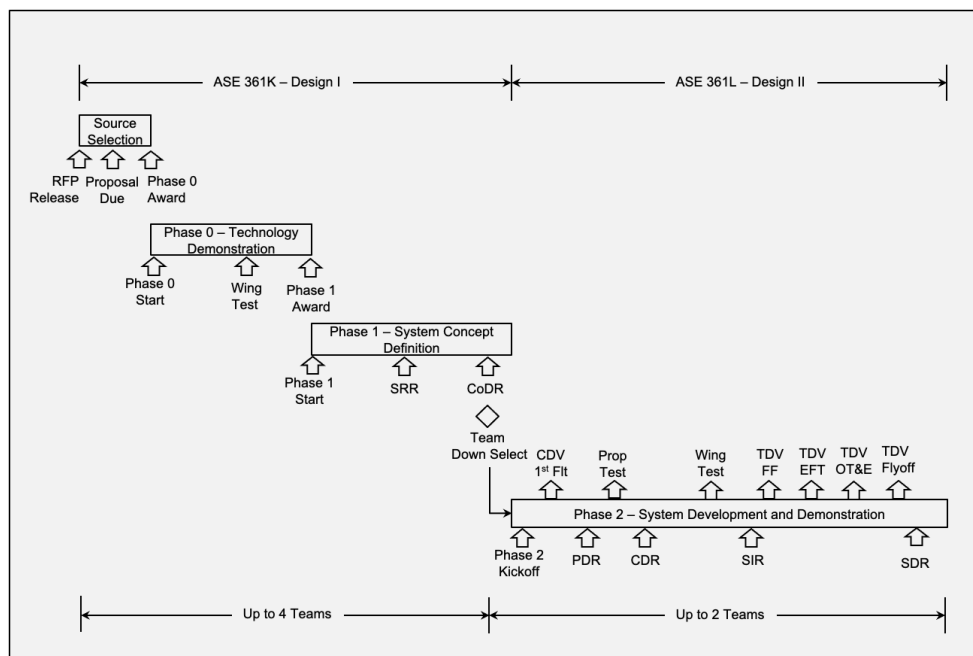 ASE 361K – Design I
ASE 361L – Design II
Source
Selection
RFP
Release
Proposal
Due
Phase 0
Award
Phase 0 – Technology
Demonstration
Phase 0
Start
Wing
Test
Phase 1
Award
Phase 1 – System Concept
Definition
Phase 1
Start
SRR
CoDR
Team
Down Select
CDV
1st Flt
Prop
Test
Wing
Test
TDV
FF
TDV
EFT
TDV
OT&E
TDV
Flyoff
Phase 2 – System Development and Demonstration
Phase 2
Kickoff
PDR
CDR
SIR
SDR
Up to 4 Teams
Up to 2 Teams